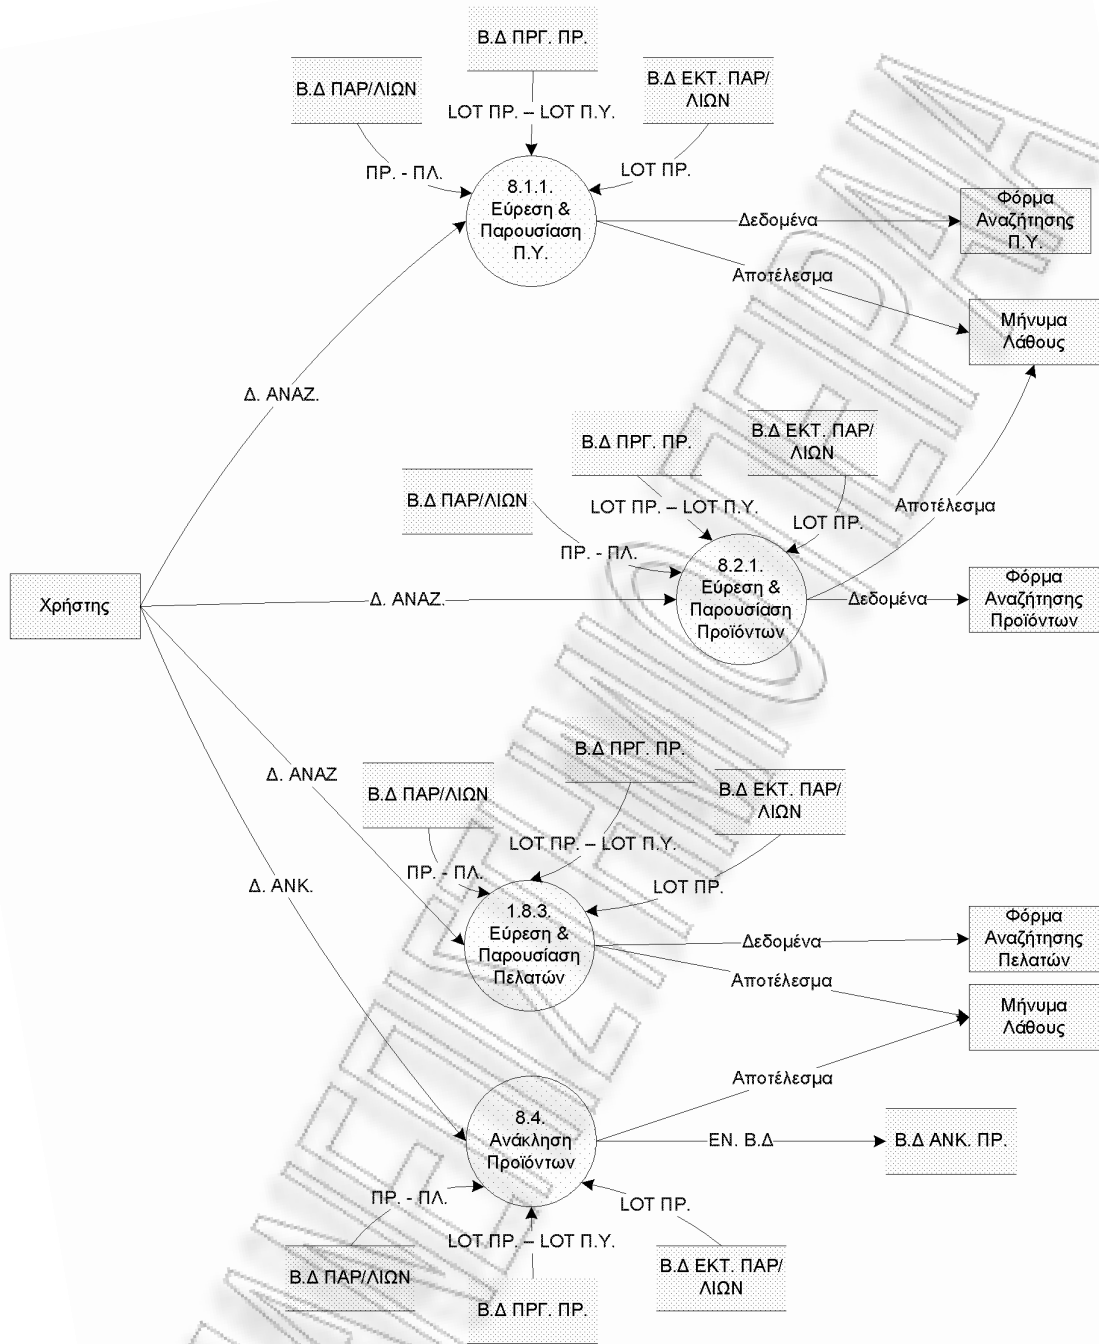 Β.Δ ΠΡΓ. ΠΡ.
Β.Δ ΠΑΡ/ΛΙΩΝ
Β.Δ ΕΚΤ. ΠΑΡ/
ΛΙΩΝ
LOT ΠΡ. – LOT Π.Υ.
ΠΡ. - ΠΛ.
LOT ΠΡ.
8.1.1.
Εύρεση &
Παρουσίαση
Π.Υ.
Δεδομένα
Φόρμα
Αναζήτησης
Π.Υ.
Αποτέλεσμα
Μήνυμα
Λάθους
Δ. ΑΝΑΖ.
Β.Δ ΠΡΓ. ΠΡ.
Β.Δ ΕΚΤ. ΠΑΡ/
ΛΙΩΝ
Β.Δ ΠΑΡ/ΛΙΩΝ
LOT ΠΡ. – LOT Π.Υ.
LOT ΠΡ.
Αποτέλεσμα
ΠΡ. - ΠΛ.
8.2.1.
Εύρεση &
Παρουσίαση
Προϊόντων
Χρήστης
Δ. ΑΝΑΖ.
Δεδομένα
Φόρμα
Αναζήτησης
Προϊόντων
Δ. ΑΝΑΖ
Β.Δ ΠΡΓ. ΠΡ.
Β.Δ ΠΑΡ/ΛΙΩΝ
Β.Δ ΕΚΤ. ΠΑΡ/
ΛΙΩΝ
LOT ΠΡ. – LOT Π.Υ.
ΠΡ. - ΠΛ.
LOT ΠΡ.
Δ. ΑΝΚ.
1.8.3.
Εύρεση &
Παρουσίαση
Πελατών
Δεδομένα
Φόρμα
Αναζήτησης
Πελατών
Αποτέλεσμα
Μήνυμα
Λάθους
Αποτέλεσμα
8.4.
Ανάκληση
Προϊόντων
ΕΝ. Β.Δ
Β.Δ ΑΝΚ. ΠΡ.
ΠΡ. - ΠΛ.
LOT ΠΡ.
LOT ΠΡ. – LOT Π.Υ.
Β.Δ ΠΑΡ/ΛΙΩΝ
Β.Δ ΕΚΤ. ΠΑΡ/
ΛΙΩΝ
Β.Δ ΠΡΓ. ΠΡ.